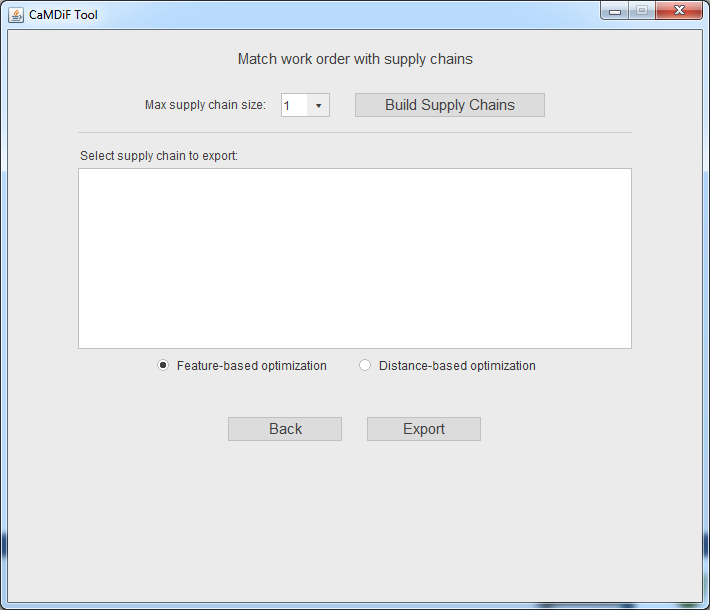 CaMDiF Tool
Match work order with supply chains
Max supply chain size: 1 Build Supply Chains
Select supply chain to export:
Feature-based optimization Distance-based optimization
Back Export